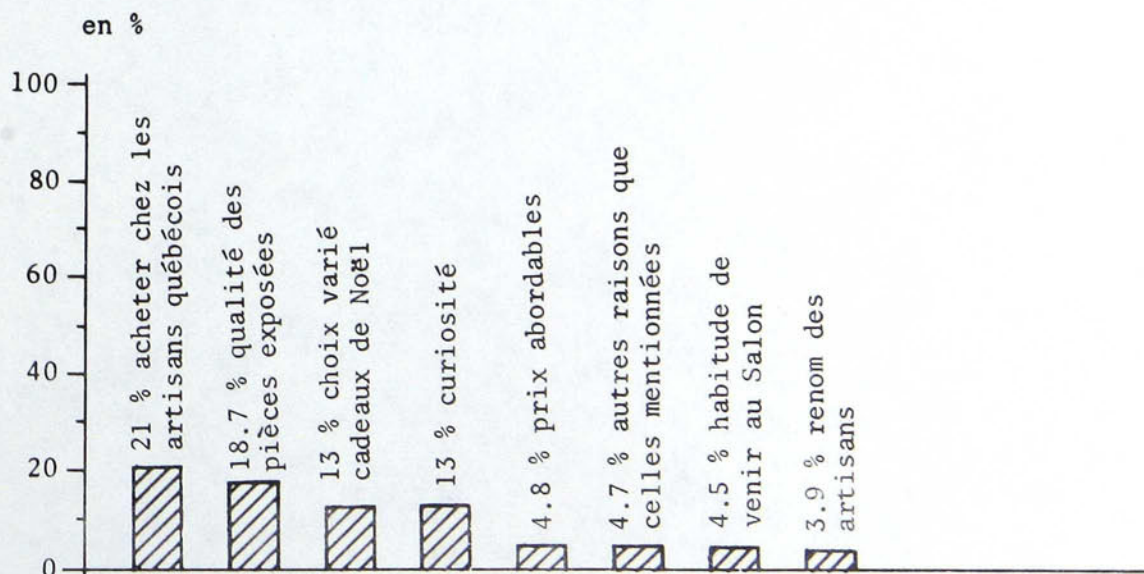 en %
100
80
60
40
20
0
21 % acheter chez les
artisans québécois
18.7 % qualité des
pièces exposées
13 % choix varié
cadeaux de Noël
13 % curiosité
4.8 % prix abordables
4.7 % autres raisons que
celles mentionnées
4.5 % habitude de
venir au Salon
3.9 % renom des
artisans